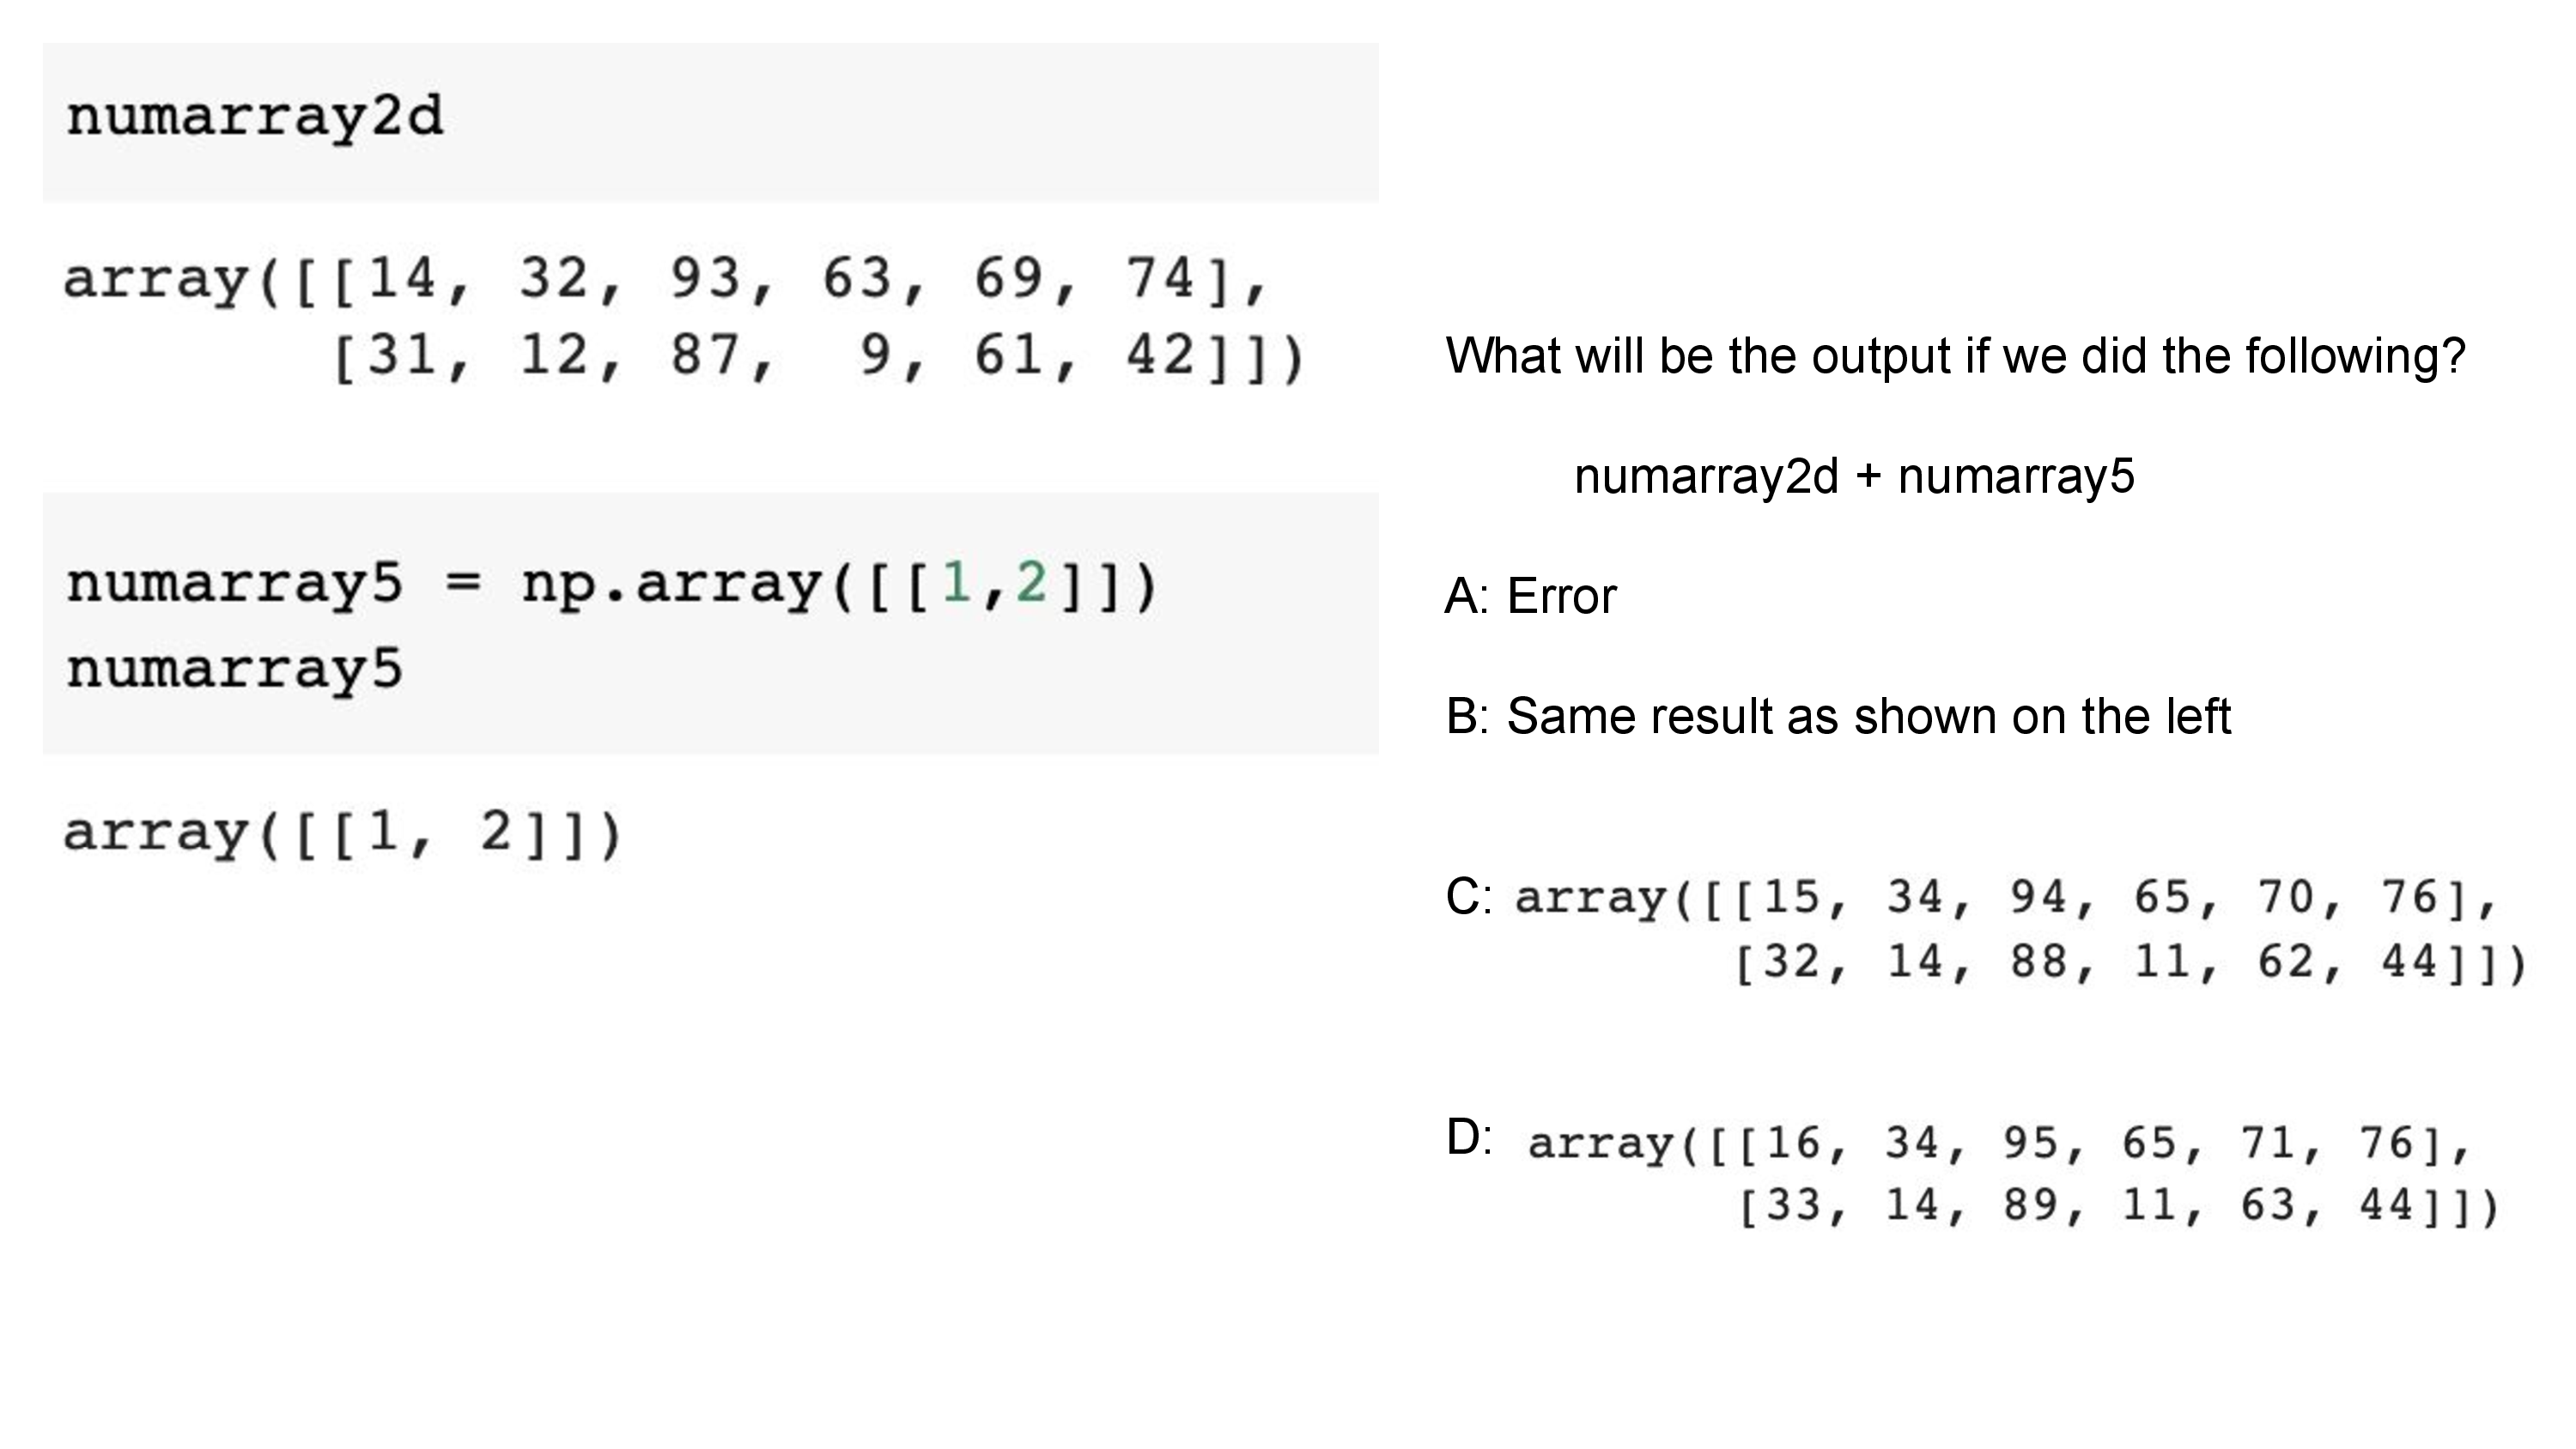 numarray2d
array([[14, 32, 93, 63, 69, 74],
[31, 12, 87, 9, 61, 42]])
numarray5 = np.array([[1,2]])
numarray5
array([[1, 2]])
What will be the output if we did the following?
numarray2d + numarray5
A: Error
B: Same result as shown on the left
C: array([[15, 34, 94, 65, 70, 76],
[32, 14, 88, 11, 62, 44]])
D: array([[16, 34, 95, 65, 71, 76],
[33, 14, 89, 11, 63, 44]])